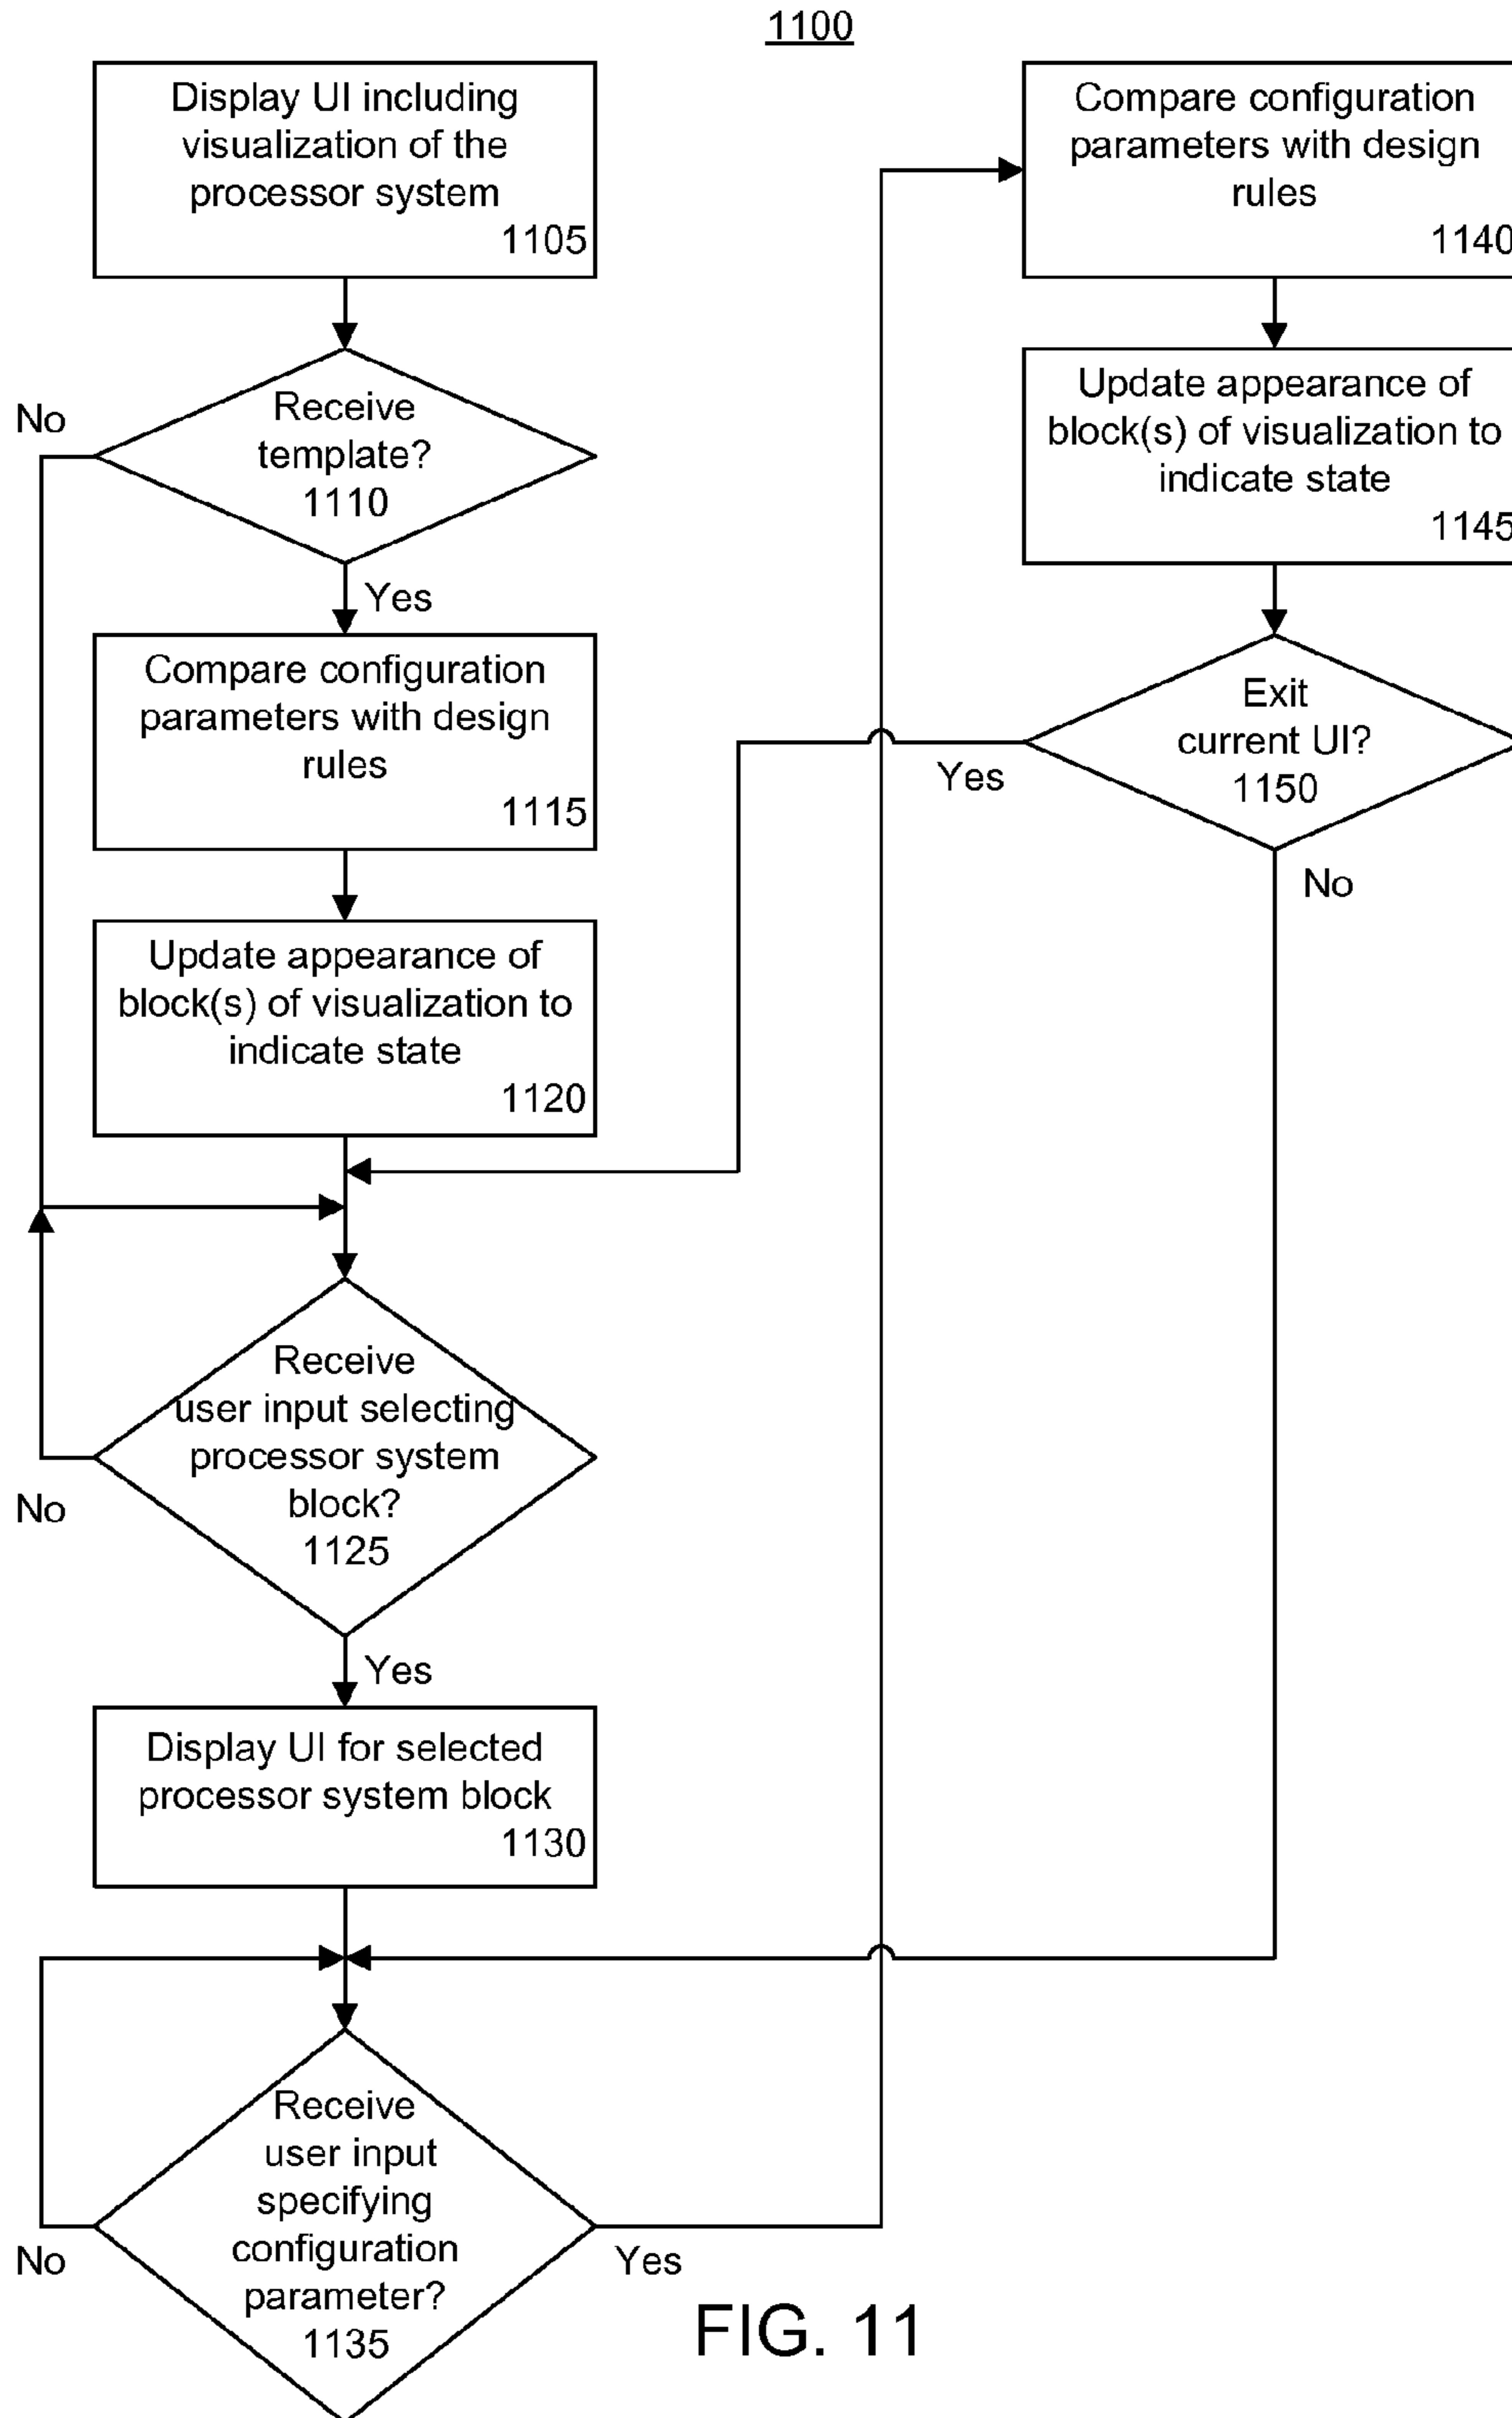 1100
Display UI including
visualization of the
processor system
1105
Receive
template?
1110
No
Yes
Compare configuration
parameters with design
rules
1115
Update appearance of
block(s) of visualization to
indicate state
1120
Receive
user input selecting
processor system
block?
1125
No
Yes
Display UI for selected
processor system block
1130
Receive
user input
specifying
configuration
parameter?
1135
No
Yes
Compare configuration
parameters with design
rules
1140
Update appearance of
block(s) of visualization to
indicate state
1145
Exit
current UI?
1150
Yes
No
FIG. 11